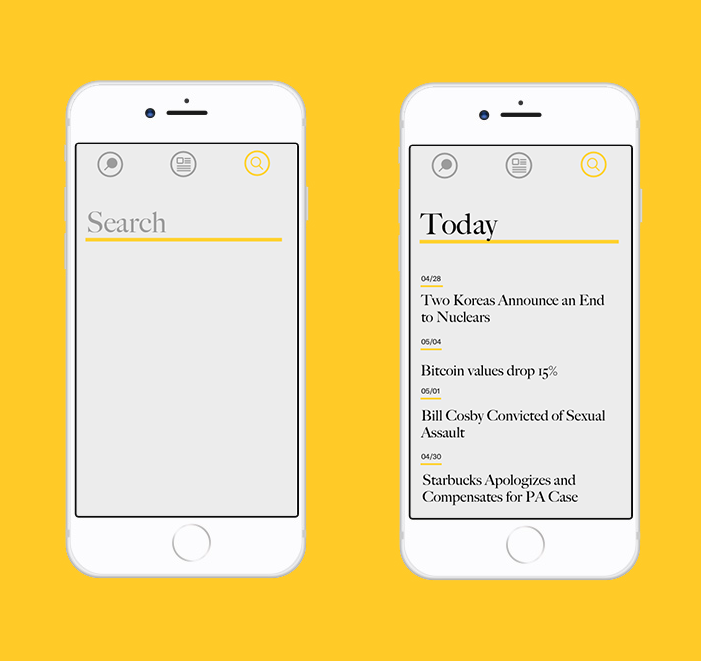 Search
Today
04/28
Two Koreas Announce an End
to Nuclears
05/04
Bitcoin values drop 15%
05/01
Bill Cosby Convicted of Sexual
Assault
04/30
Starbucks Apologizes and
Compensates for PA Case